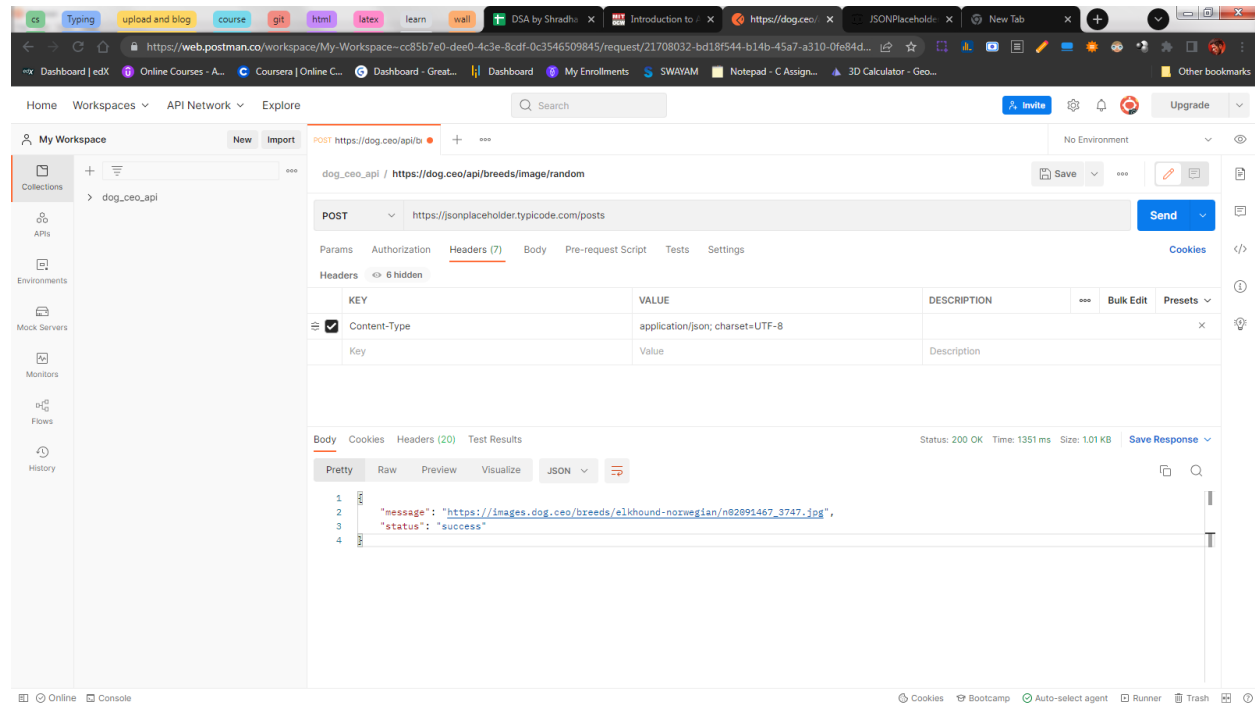 cs Typing upload and blog course git html latex learn wall DSA by Shradha Introduction to A https://dog.ceo/ JSONPlaceholde New Tab
https://web.postman.co/workspace/My-Workspace~cc85b7e0-dee0-4c3e-8cdf-0c3546509845/request/21708032-bd18f544-b14b-45a7-a310-0fe84d...
Dashboard | edX Online Courses - A... Coursera | Online C... Dashboard - Great... Dashboard My Enrollments SWAYAM Notepad - C Assign... 3D Calculator - Geo... Other bookmarks
Home Workspaces API Network Explore Search Invite Upgrade
My Workspace New Import POST https://dog.ceo/api/br No Environment
Collections
dog_ceo_api / https://dog.ceo/api/breeds/image/random Save
dog_ceo_api
APIs
POST https://jsonplaceholder.typicode.com/posts Send
Params Authorization Headers (7) Body Pre-request Script Tests Settings Cookies
Environments
Headers 6 hidden
KEY VALUE DESCRIPTION Bulk Edit Presets
Mock Servers
Content-Type application/json; charset=UTF-8
Key Value Description
Monitors
Flows
Body Cookies Headers (20) Test Results Status: 200 OK Time: 1351 ms Size: 1.01 KB Save Response
History
Pretty Raw Preview Visualize JSON
1 {
2 "message": "https://images.dog.ceo/breeds/elkhound-norwegian/n02091467_3747.jpg",
3 "status": "success"
4 }
Online Console Cookies Bootcamp Auto-select agent Runner Trash